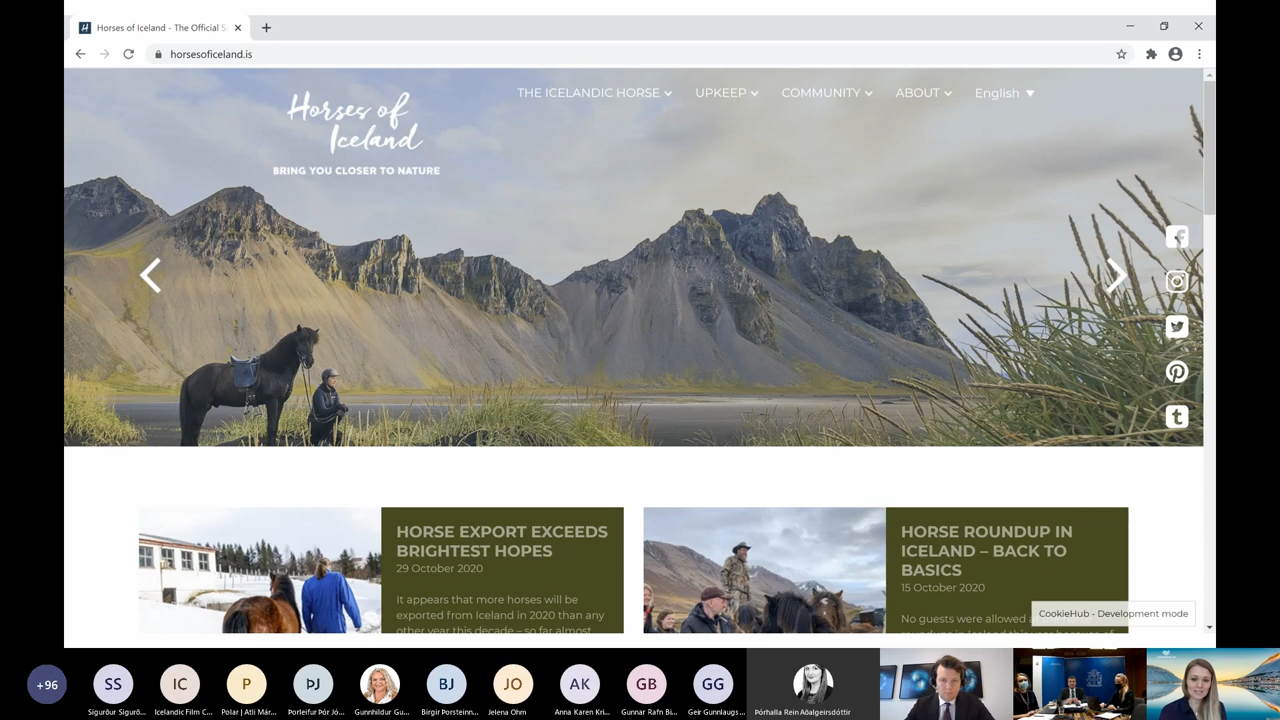 Horses of Iceland - The Official S
horsesoficeland.is
Horses of
Iceland
BRING YOU CLOSER TO NATURE
THE ICELANDIC HORSE
UPKEEP
COMMUNITY
ABOUT
English
HORSE EXPORT EXCEEDS
BRIGHTEST HOPES
29 October 2020
It appears that more horses will be
exported from Iceland in 2020 than any
other year this decade – so far almost
HORSE ROUNDUP IN
ICELAND – BACK TO
BASICS
15 October 2020
No guests were allowed
CookieHub - Development mode
+96
SS
IC
P
ÞJ
BJ
JO
AK
GB
GG
Sigurður Sigurð...
Icelandic Film C...
Polar | Atli Már...
Þorleifur Þór Jó...
Gunnhildur Gu...
Birgir Þorsteinn...
Jelena Ohm
Anna Karen Kri...
Gunnar Rafn Bi...
Geir Gunnlaugs...
Þórhalla Rein Aðalgeirsdóttir